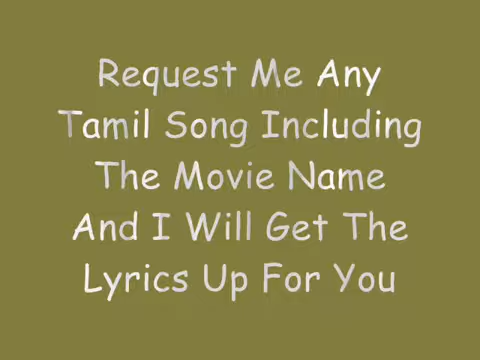 Request Me Any
Tamil Song Including
The Movie Name
And I Will Get The
Lyrics Up For You